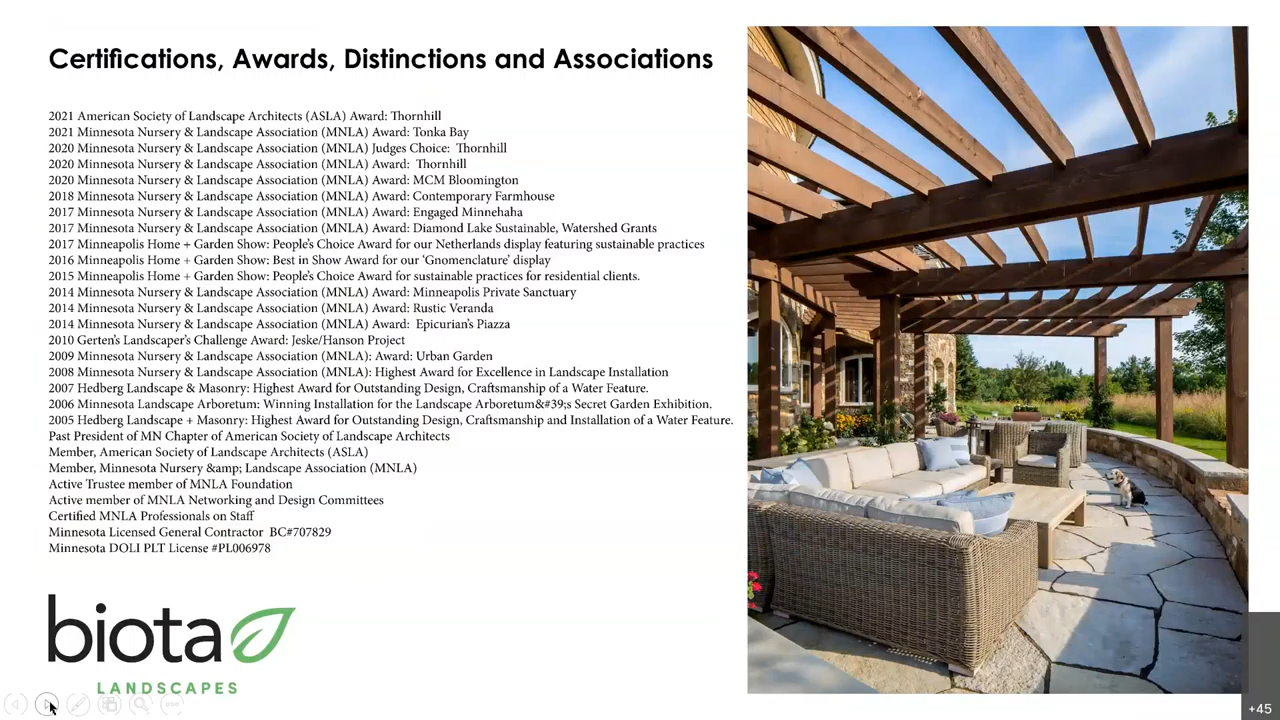 Certifications, Awards, Distinctions and Associations
2021 American Society of Landscape Architects (ASLA) Award: Thornhill
2021 Minnesota Nursery & Landscape Association (MNLA) Award: Tonka Bay
2020 Minnesota Nursery & Landscape Association (MNLA) Judges Choice:  Thornhill
2020 Minnesota Nursery & Landscape Association (MNLA) Award:  Thornhill
2020 Minnesota Nursery & Landscape Association (MNLA) Award: MCM Bloomington
2018 Minnesota Nursery & Landscape Association (MNLA) Award: Contemporary Farmhouse
2017 Minnesota Nursery & Landscape Association (MNLA) Award: Engaged Minnehaha
2017 Minnesota Nursery & Landscape Association (MNLA) Award: Diamond Lake Sustainable, Watershed Grants
2017 Minneapolis Home + Garden Show: People’s Choice Award for our Netherlands display featuring sustainable practices
2016 Minneapolis Home + Garden Show: Best in Show Award for our ‘Gnomenclature’ display
2015 Minneapolis Home + Garden Show: People’s Choice Award for sustainable practices for residential clients.
2014 Minnesota Nursery & Landscape Association (MNLA) Award: Minneapolis Private Sanctuary
2014 Minnesota Nursery & Landscape Association (MNLA) Award: Rustic Veranda
2014 Minnesota Nursery & Landscape Association (MNLA) Award:  Epicurian’s Piazza
2010 Gerten’s Landscaper’s Challenge Award: Jeske/Hanson Project
2009 Minnesota Nursery & Landscape Association (MNLA): Award: Urban Garden
2008 Minnesota Nursery & Landscape Association (MNLA): Highest Award for Excellence in Landscape Installation
2007 Hedberg Landscape & Masonry: Highest Award for Outstanding Design, Craftsmanship of a Water Feature.
2006 Minnesota Landscape Arboretum: Winning Installation for the Landscape Arboretum&#39;s Secret Garden Exhibition.
2005 Hedberg Landscape + Masonry: Highest Award for Outstanding Design, Craftsmanship and Installation of a Water Feature.
Past President of MN Chapter of American Society of Landscape Architects
Member, American Society of Landscape Architects (ASLA)
Member, Minnesota Nursery &amp; Landscape Association (MNLA)
Active Trustee member of MNLA Foundation
Active member of MNLA Networking and Design Committees
Certified MNLA Professionals on Staff
Minnesota Licensed General Contractor  BC#707829
Minnesota DOLI PLT License #PL006978
biota
LANDSCAPES
+45